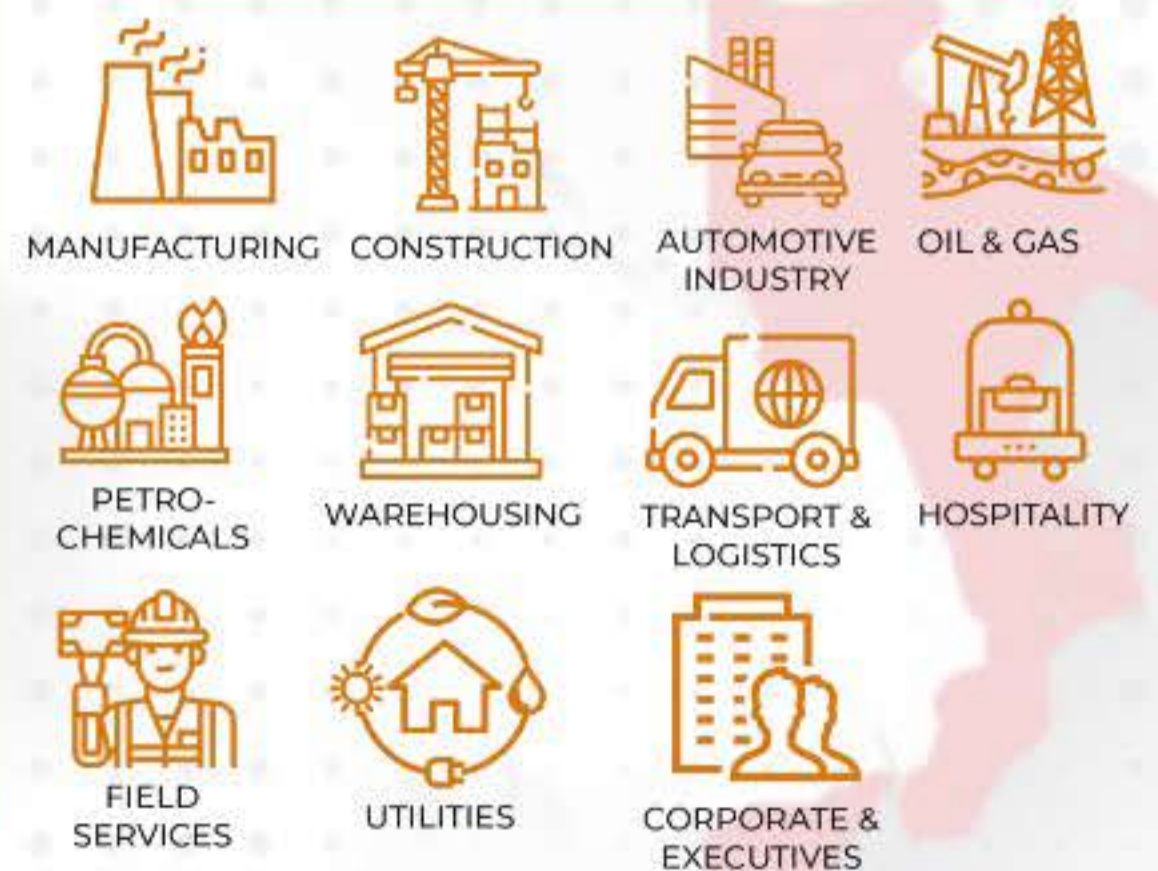 MANUFACTURING
CONSTRUCTION
AUTOMOTIVE
INDUSTRY
OIL & GAS
PETRO-
CHEMICALS
WAREHOUSING
TRANSPORT &
LOGISTICS
HOSPITALITY
FIELD
SERVICES
UTILITIES
CORPORATE &
EXECUTIVES